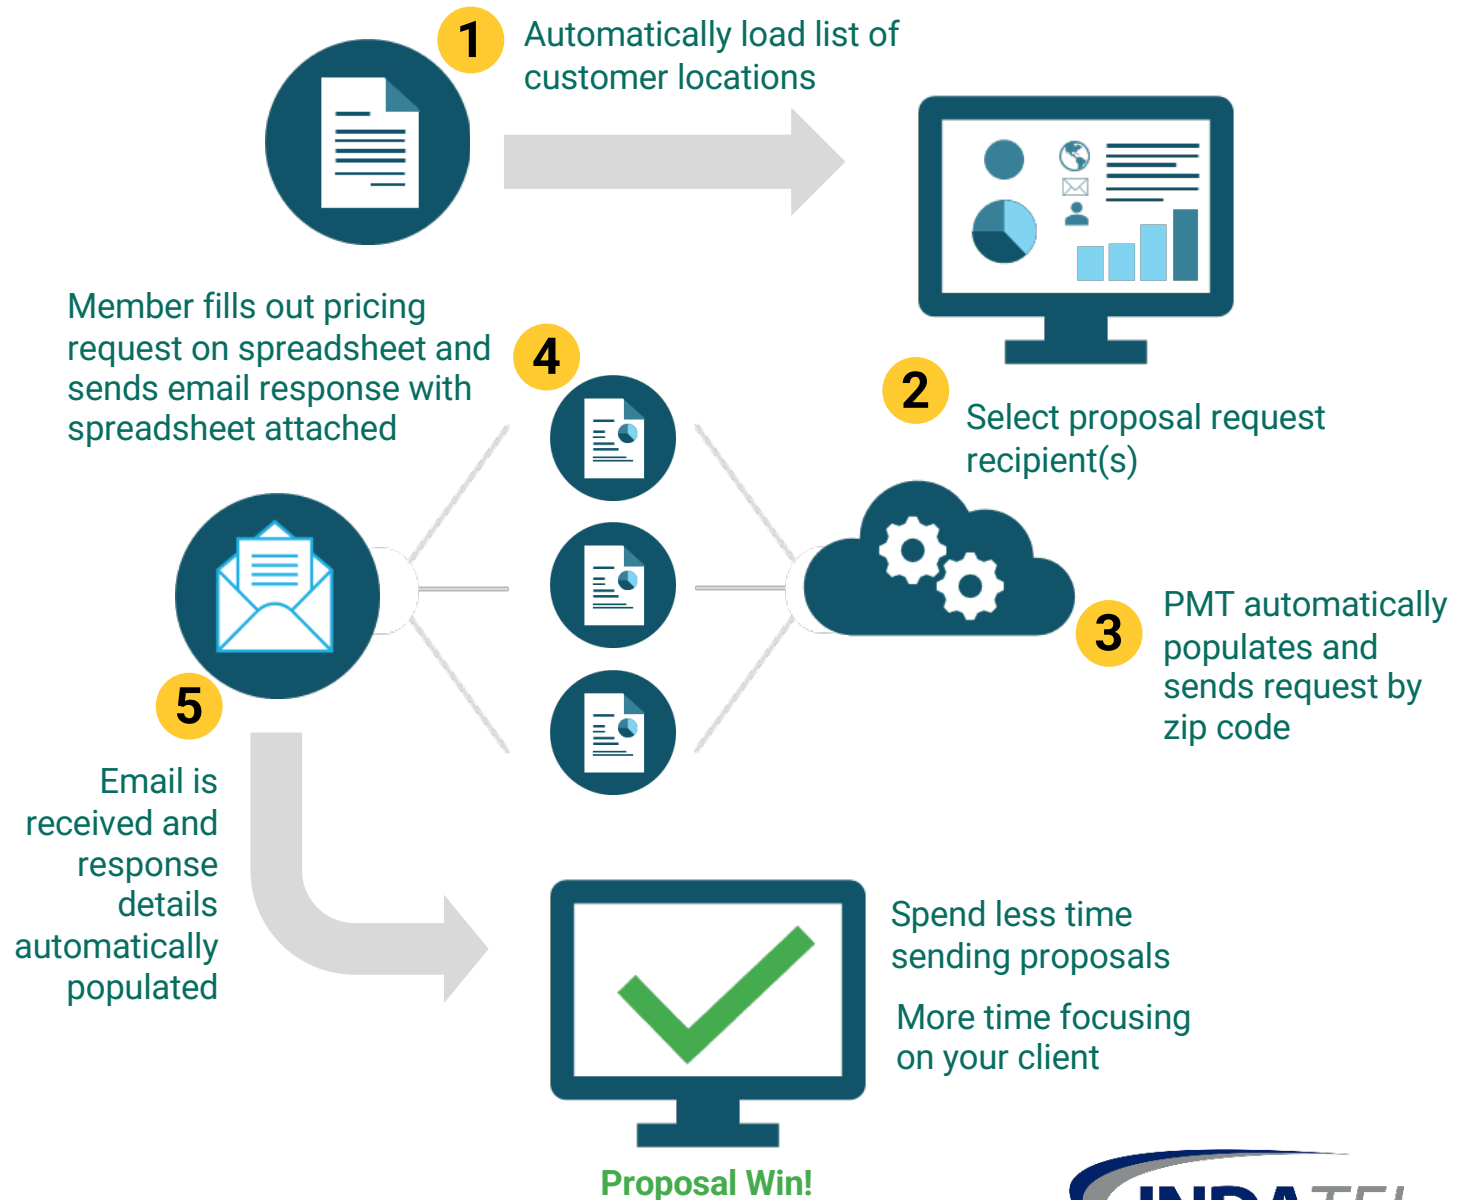 1
Automatically load list of
customer locations
2
Select proposal request
recipient(s)
3
PMT automatically
populates and
sends request by
zip code
4
Member fills out pricing
request on spreadsheet and
sends email response with
spreadsheet attached
5
Email is
received and
response
details
automatically
populated
Spend less time
sending proposals
More time focusing
on your client
Proposal Win!
INDATEL